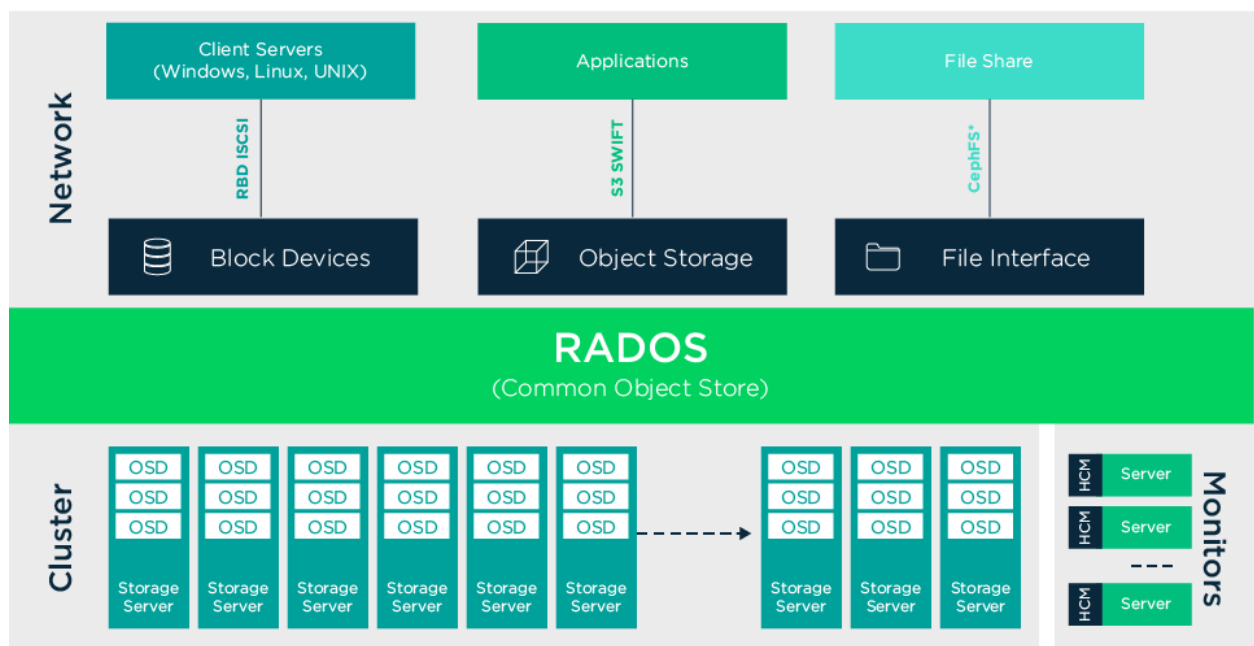 Network
Client Servers
(Windows, Linux, UNIX)
Applications
File Share
RBD ISCSI
S3 SWIFT
CephFS*
Block Devices
Object Storage
File Interface
RADOS
(Common Object Store)
Cluster
OSD OSD OSD OSD OSD OSD OSD OSD OSD
OSD OSD OSD OSD OSD OSD OSD OSD OSD
OSD OSD OSD OSD OSD OSD OSD OSD OSD
Storage Storage Storage Storage Storage Storage Storage Storage Storage
Server Server Server Server Server Server Server Server Server
HCM Server
HCM Server
HCM Server
Monitors